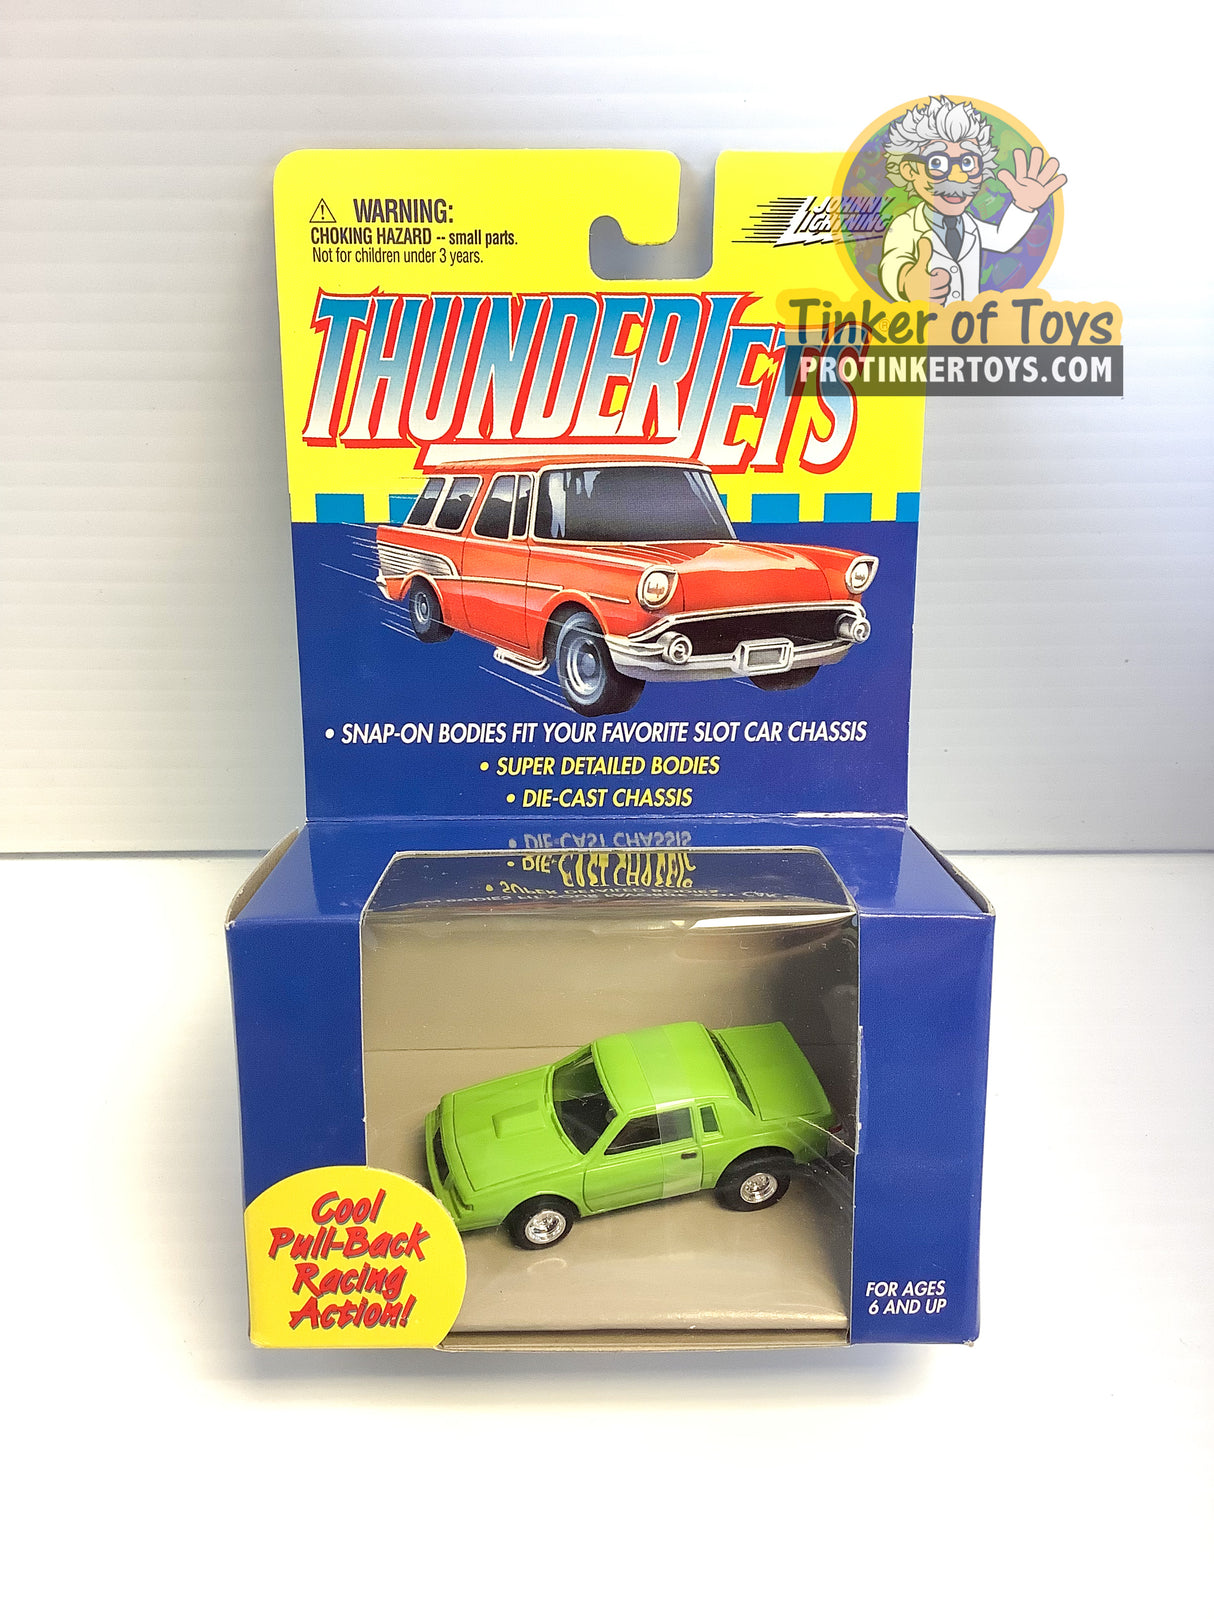 WARNING:
CHOKING HAZARD -- small parts.
Not for children under 3 years.
JOHNNY
LIGHTNING
Tinker of Toys
PROTINKERTOYS.COM
THUNDERJETS
• SNAP-ON BODIES FIT YOUR FAVORITE SLOT CAR CHASSIS
• SUPER DETAILED BODIES
• DIE-CAST CHASSIS
Cool
Pull-Back
Racing
Action!
FOR AGES
6 AND UP